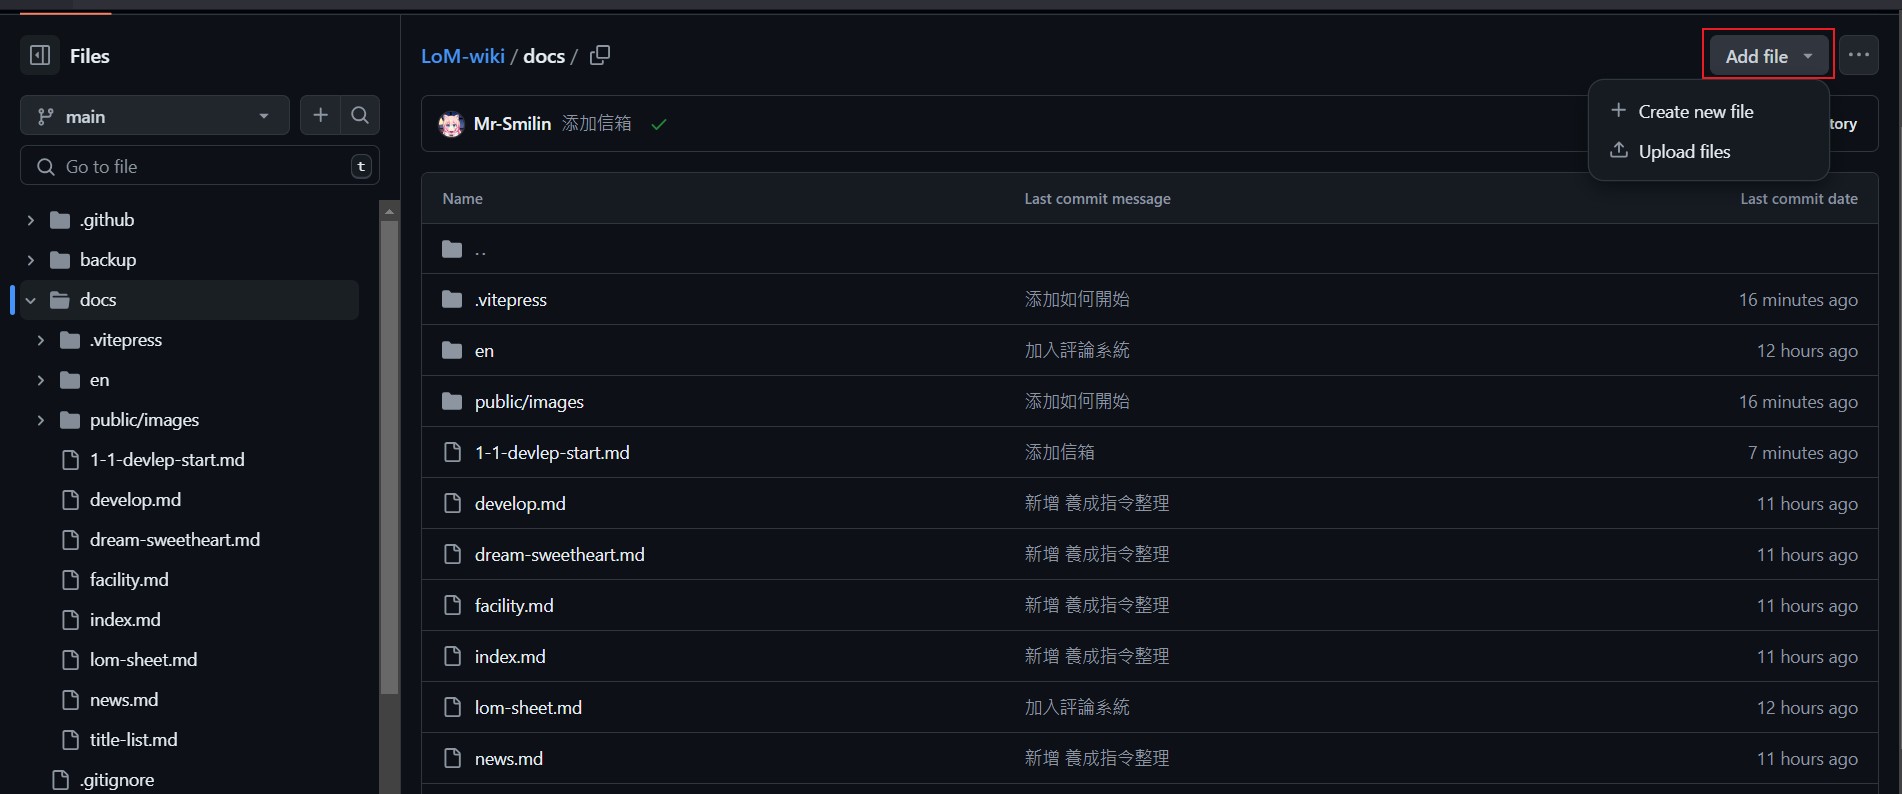 Files
main
Go to file
t
.github
backup
docs
.vitepress
en
public/images
1-1-devlep-start.md
develop.md
dream-sweetheart.md
facility.md
index.md
lom-sheet.md
news.md
title-list.md
.gitignore
LoM-wiki / docs /
Add file
Create new file
Upload files
Mr-Smilin 添加信箱
tory
Name Last commit message Last commit date
..
.vitepress 添加如何開始 16 minutes ago
en 加入評論系統 12 hours ago
public/images 添加如何開始 16 minutes ago
1-1-devlep-start.md 添加信箱 7 minutes ago
develop.md 新增 養成指令整理 11 hours ago
dream-sweetheart.md 新增 養成指令整理 11 hours ago
facility.md 新增 養成指令整理 11 hours ago
index.md 新增 養成指令整理 11 hours ago
lom-sheet.md 加入評論系統 12 hours ago
news.md 新增 養成指令整理 11 hours ago